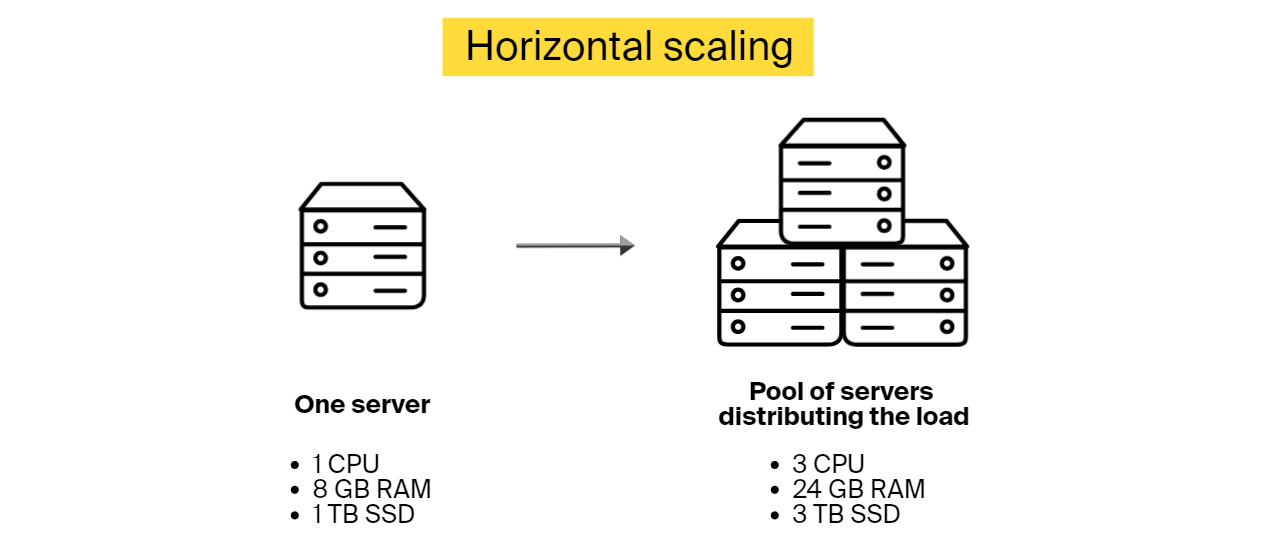 Horizontal scaling
One server
• 1 CPU
• 8 GB RAM
• 1 TB SSD
Pool of servers
distributing the load
• 3 CPU
• 24 GB RAM
• 3 TB SSD